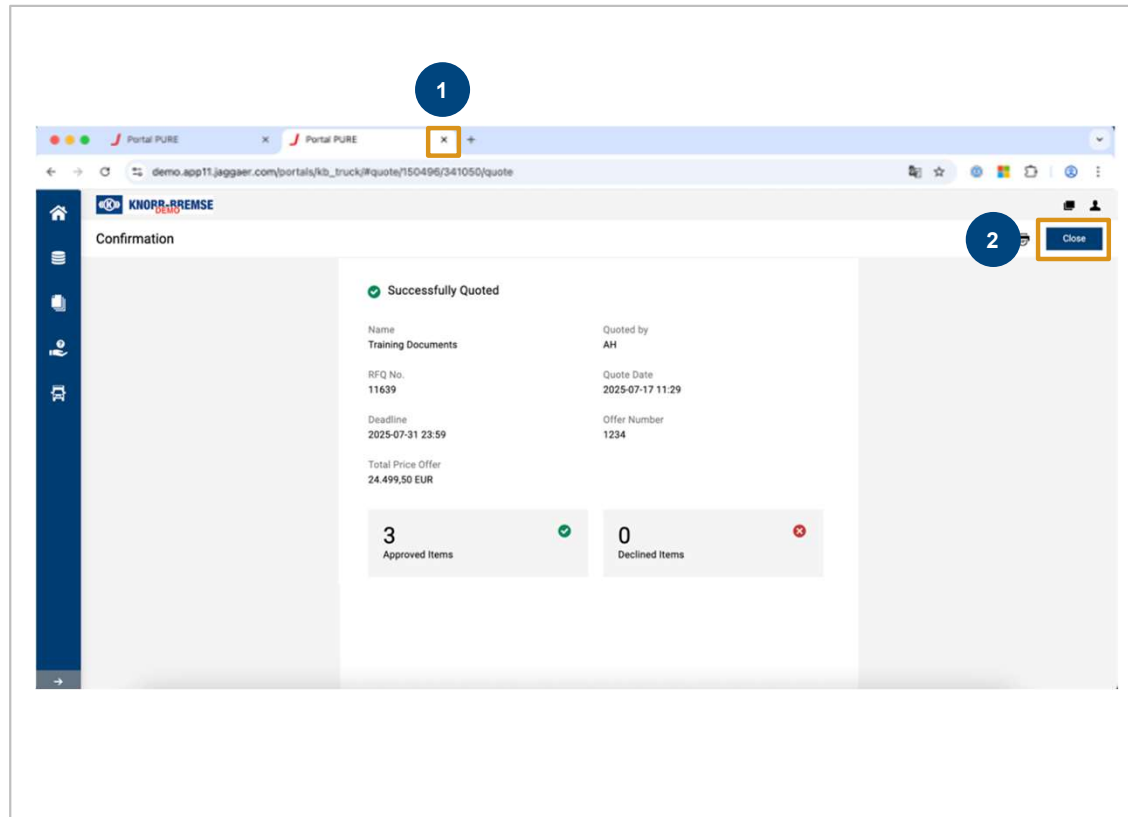 1
Portal PURE
Portal PURE
demo.app11.jaggaer.com/portals/kb_truck/#quote/150496/341050/quote
KNORR-BREMSE
DEMO
Confirmation
2
Close
Successfully Quoted
Name
Training Documents
Quoted by
AH
RFQ No.
11639
Quote Date
2025-07-17 11:29
Deadline
2025-07-31 23:59
Offer Number
1234
Total Price Offer
24.499,50 EUR
3
Approved Items
0
Declined Items